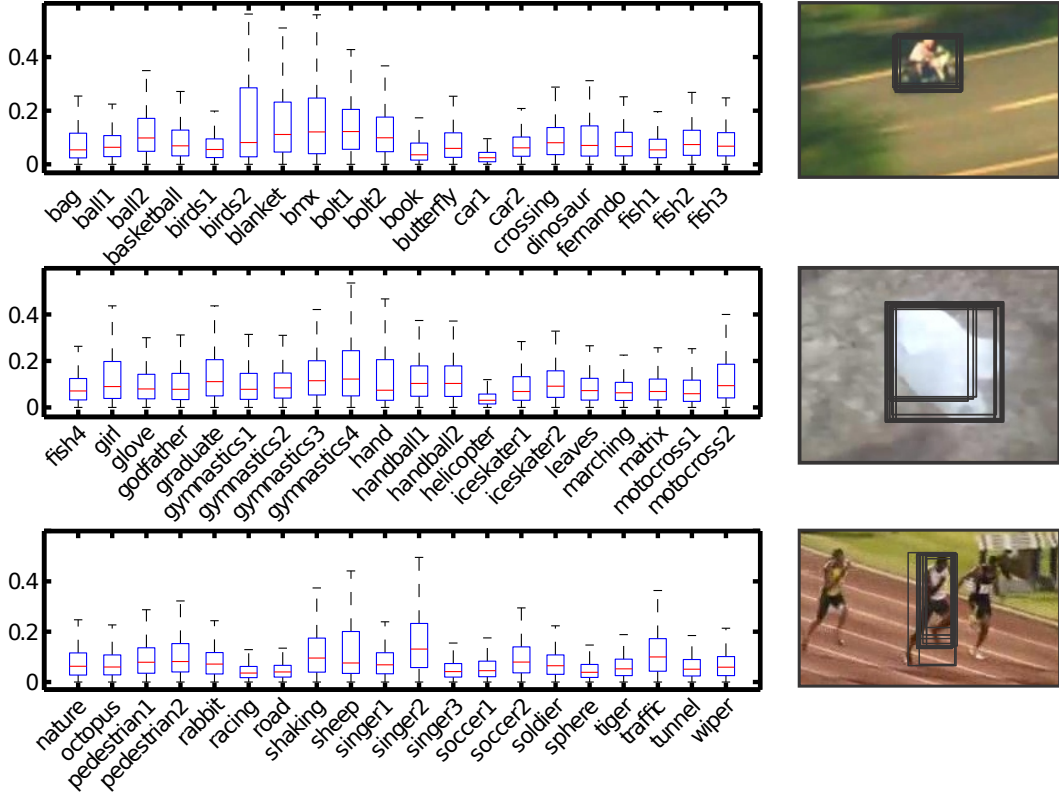 0.4
0.2
0
bag
ball1
ball2
basketball
birds1
birds2
blanket
bmx
bolt1
bolt2
book
butterfly
car1
car2
crossing
dinosaur
fernando
fish1
fish2
fish3
0.4
0.2
0
fish4
girl
glove
godfather
graduate
gymnastics1
gymnastics2
gymnastics3
gymnastics4
hand
handball1
handball2
helicopter
iceskater1
iceskater2
leaves
marching
matrix
motocross1
motocross2
0.4
0.2
0
nature
octopus
pedestrian1
pedestrian2
rabbit
racing
road
shaking
sheep
singer1
singer2
singer3
soccer1
soccer2
soldier
sphere
tiger
traffic
tunnel
wiper